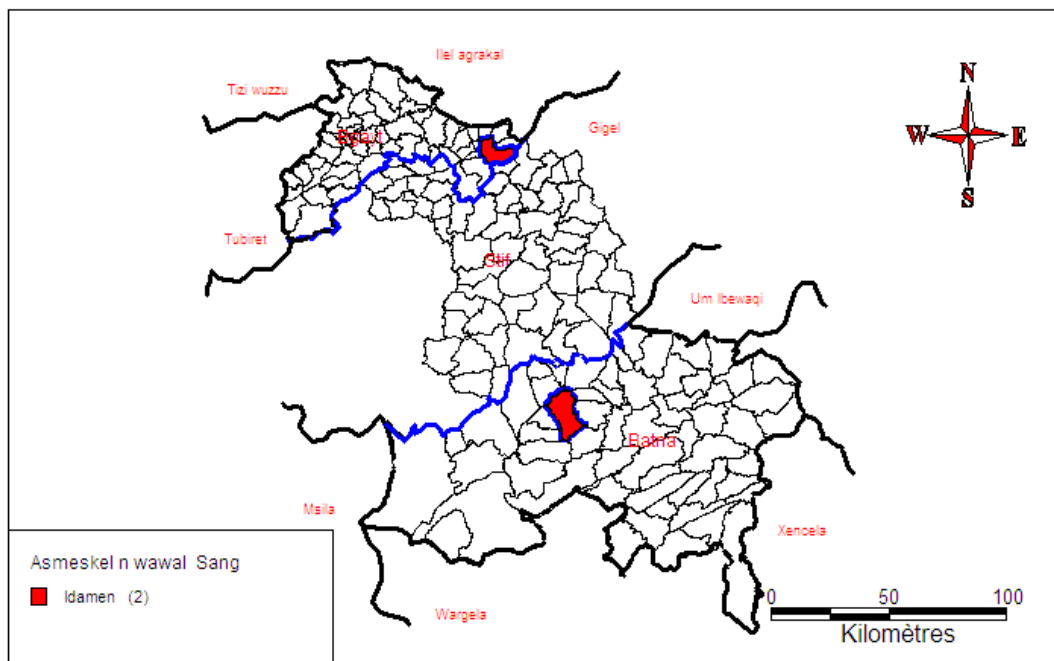 Ilel agrakal
Tizi wuzzu
N
Gigel
Bgayt
W E
S
Tubiret
Stif
Um lbewaqi
Batna
Msila
Xencela
Asmeskel n wawal Sang
Idamen (2)
0 50 100
Wargela
Kilomètres